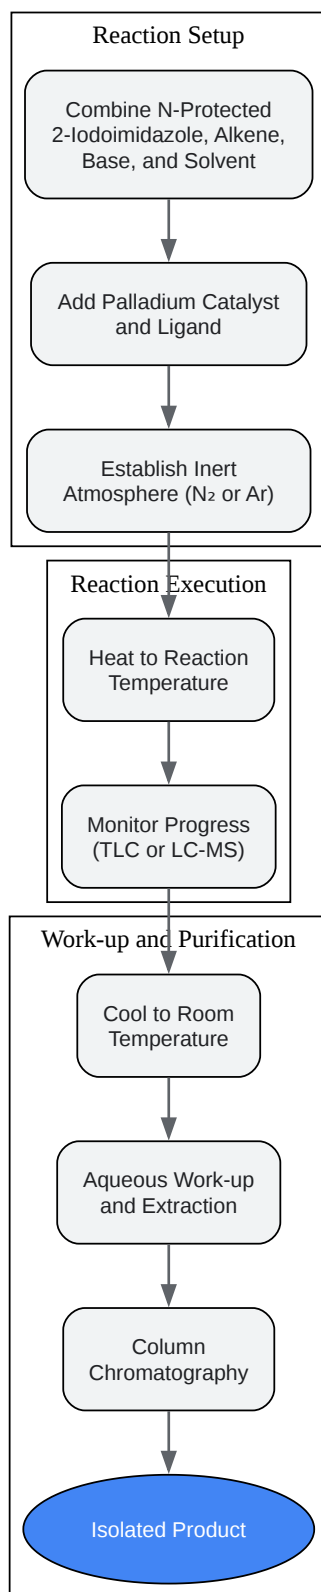 Reaction Setup
Combine N-Protected
2-Iodoimidazole, Alkene,
Base, and Solvent
Add Palladium Catalyst
and Ligand
Establish Inert
Atmosphere (N₂ or Ar)
Reaction Execution
Heat to Reaction
Temperature
Monitor Progress
(TLC or LC-MS)
Work-up and Purification
Cool to Room
Temperature
Aqueous Work-up
and Extraction
Column
Chromatography
Isolated Product